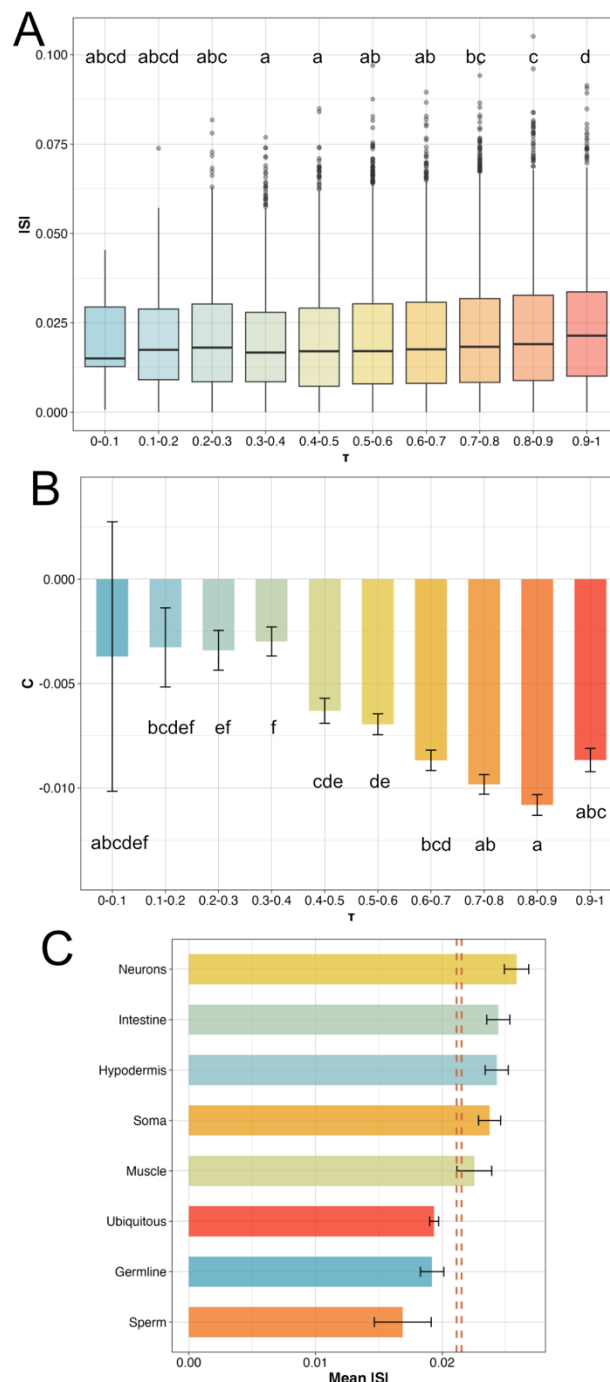 A
abcd abcd abc a a ab ab bc c d
0.100
0.075
0.050
0.025
0.000
|S|
0-0.1 0.1-0.2 0.2-0.3 0.3-0.4 0.4-0.5 0.5-0.6 0.6-0.7 0.7-0.8 0.8-0.9 0.9-1
τ
B
0.000
-0.005
-0.010
C
abcdef bcdef ef f cde de bcd ab a abc
0-0.1 0.1-0.2 0.2-0.3 0.3-0.4 0.4-0.5 0.5-0.6 0.6-0.7 0.7-0.8 0.8-0.9 0.9-1
τ
C
Neurons
Intestine
Hypodermis
Soma
Muscle
Ubiquitous
Germline
Sperm
0.00 0.01 0.02
Mean |S|